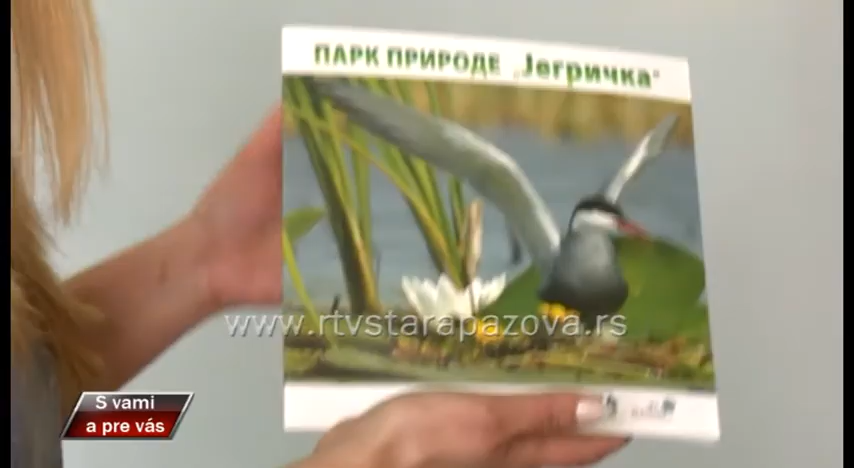 ПАРК ПРИРОДЕ „Јегричка"
www.rtvstarapazova.rs
S vami
a pre vás